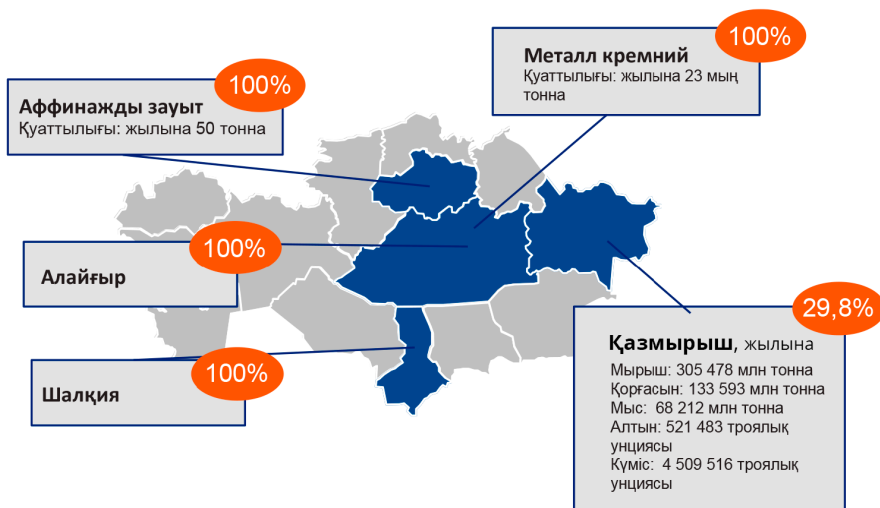 100%
Аффинажды зауыт
Қуаттылығы: жылына 50 тонна
100%
Металл кремний
Қуаттылығы: жылына 23 мың
тонна
100%
Алайғыр
100%
Шалқия
29,8%
Қазмырыш, жылына
Мырыш: 305 478 млн тонна
Қорғасын: 133 593 млн тонна
Мыс: 68 212 млн тонна
Алтын: 521 483 троялық
унциясы
Күміс: 4 509 516 троялық
унциясы